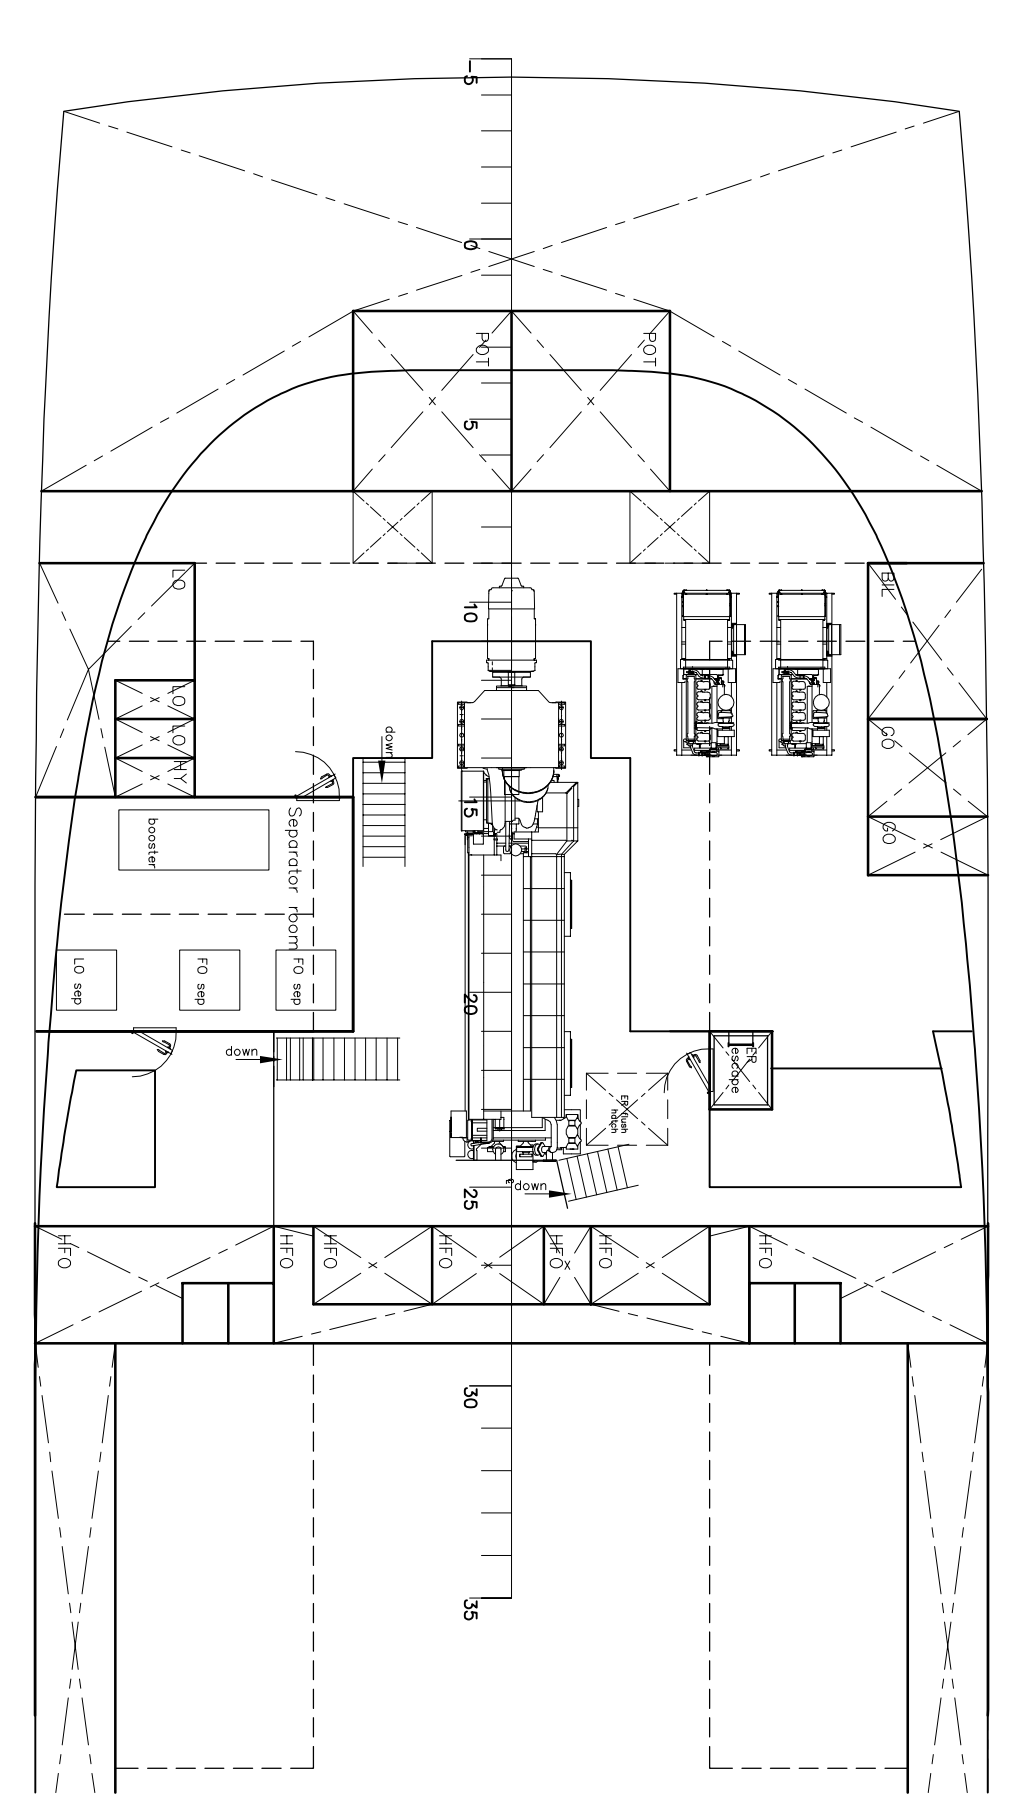 -5
0
POT
POT
5
LO
BIL
10
LO
LO
HY
down
GO
GO
15
Separator room
booster
LO sep
FO sep
FO sep
20
down
ER
escape
ER flush
hatch
down
25
HFO
HFO
HFO
HFO
HFO
HFO
HFO
30
35